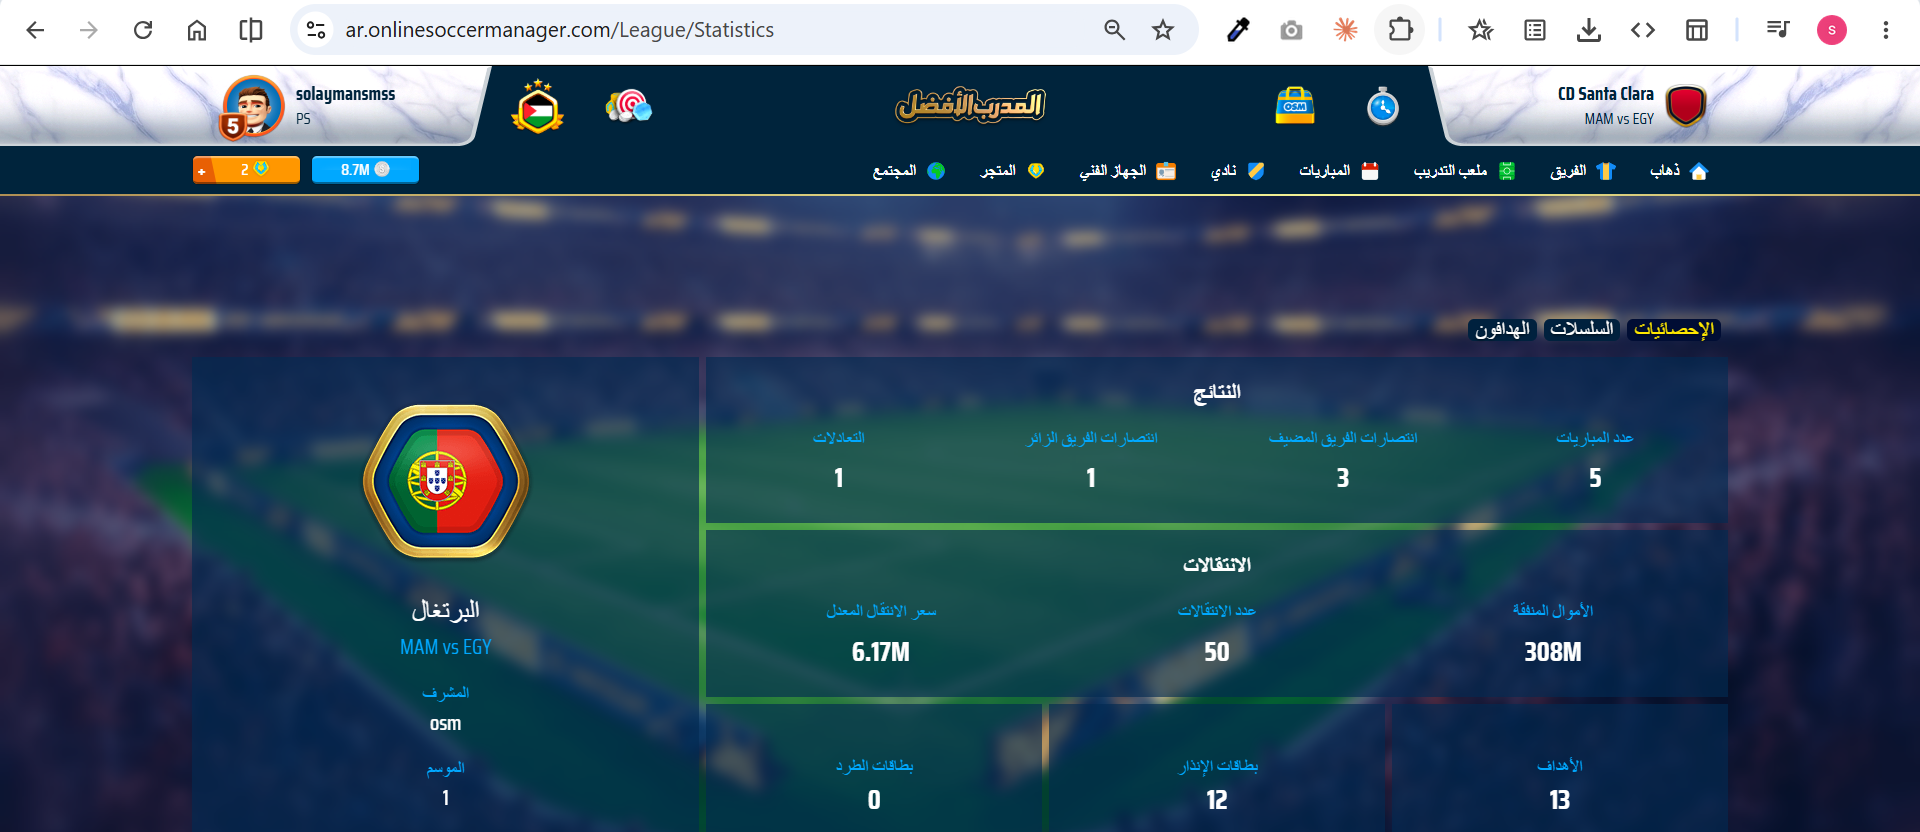 ar.onlinesoccermanager.com/League/Statistics
S
solaymansmss
PS
5
المدرب الأفضل
OSM
CD Santa Clara
MAM vs EGY
2
+
8.7M
ذهاب
الفريق
ملعب التدريب
المباريات
نادي
الجهاز الفني
المتجر
المجتمع
الإحصائيات
السلسلات
الهدافون
البرتغال
MAM vs EGY
المشرف
osm
الموسم
1
النتائج
عدد المباريات
5
انتصارات الفريق المضيف
3
انتصارات الفريق الزائر
1
التعادلات
1
الانتقالات
الأموال المنفقة
308M
عدد الانتقالات
50
سعر الانتقال المعدل
6.17M
الأهداف
13
بطاقات الإنذار
12
بطاقات الطرد
0